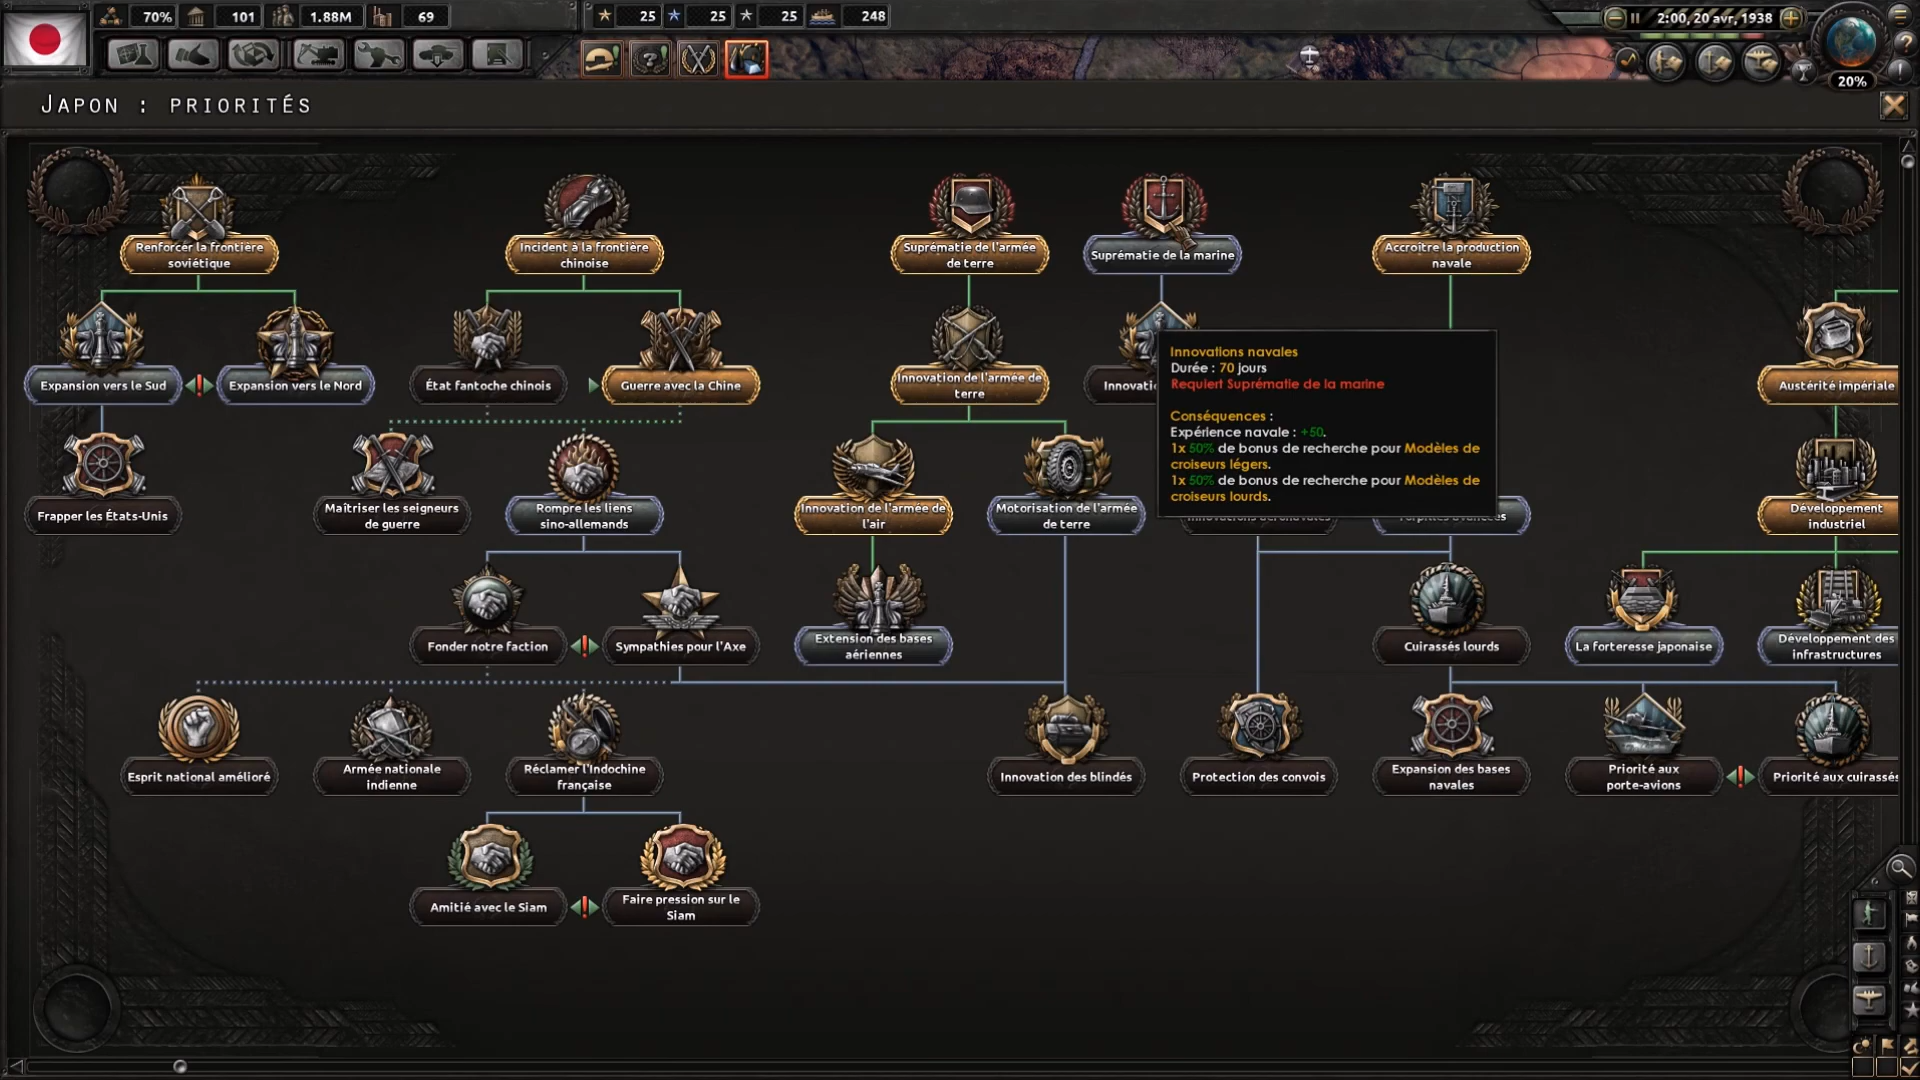 70%
101
1.88M
69
25
25
25
248
2:00, 20 avr, 1938
20%
Japon : priorités
Renforcer la frontière
soviétique
Incident à la frontière
chinoise
Suprématie de l'armée
de terre
Suprématie de la marine
Accroître la production
navale
Expansion vers le Sud
Expansion vers le Nord
État fantoche chinois
Guerre avec la Chine
Innovation de l'armée de
terre
Innovatio
Austérité impériale
Innovations navales
Durée : 70 jours
Requiert Suprématie de la marine
Conséquences :
Expérience navale : +50.
1x 50% de bonus de recherche pour Modèles de
croiseurs légers.
1x 50% de bonus de recherche pour Modèles de
croiseurs lourds.
Frapper les États-Unis
Maîtriser les seigneurs
de guerre
Rompre les liens
sino-allemands
Innovation de l'armée de
l'air
Motorisation de l'armée
de terre
Innovations aéronavales
Torpilles avancées
Développement
industriel
Fonder notre faction
Sympathies pour l'Axe
Extension des bases
aériennes
Cuirassés lourds
La forteresse japonaise
Développement des
infrastructures
Esprit national amélioré
Armée nationale
indienne
Réclamer l'Indochine
française
Innovation des blindés
Protection des convois
Expansion des bases
navales
Priorité aux
porte-avions
Priorité aux cuirassés
Amitié avec le Siam
Faire pression sur le
Siam